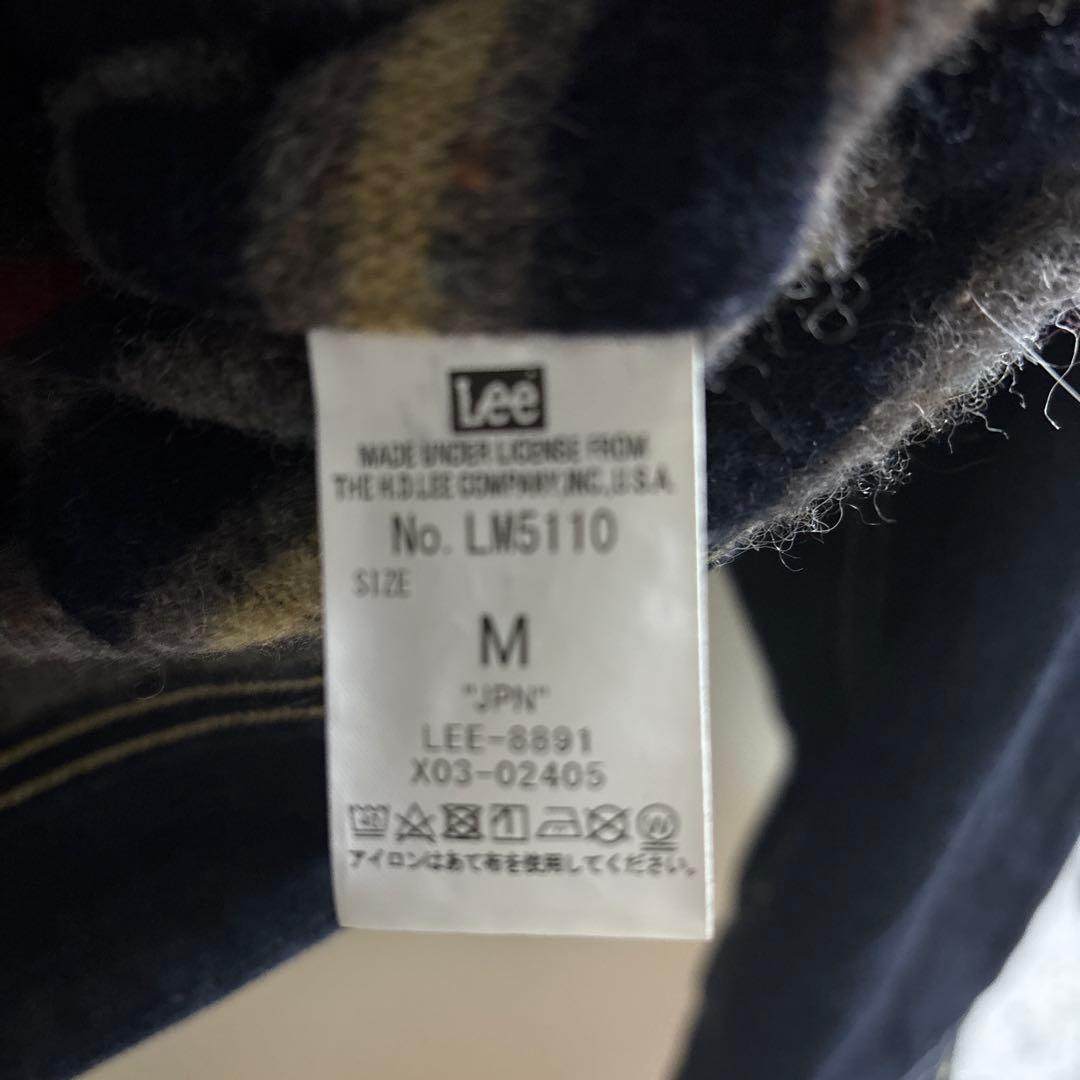 Lee
MADE UNDER LICENSE FROM
THE H.D.LEE COMPANY,INC.,U.S.A.
No. LM5110
SIZE
M
"JPN"
LEE-8891
X03-02405
アイロンはあて布を使用してください。